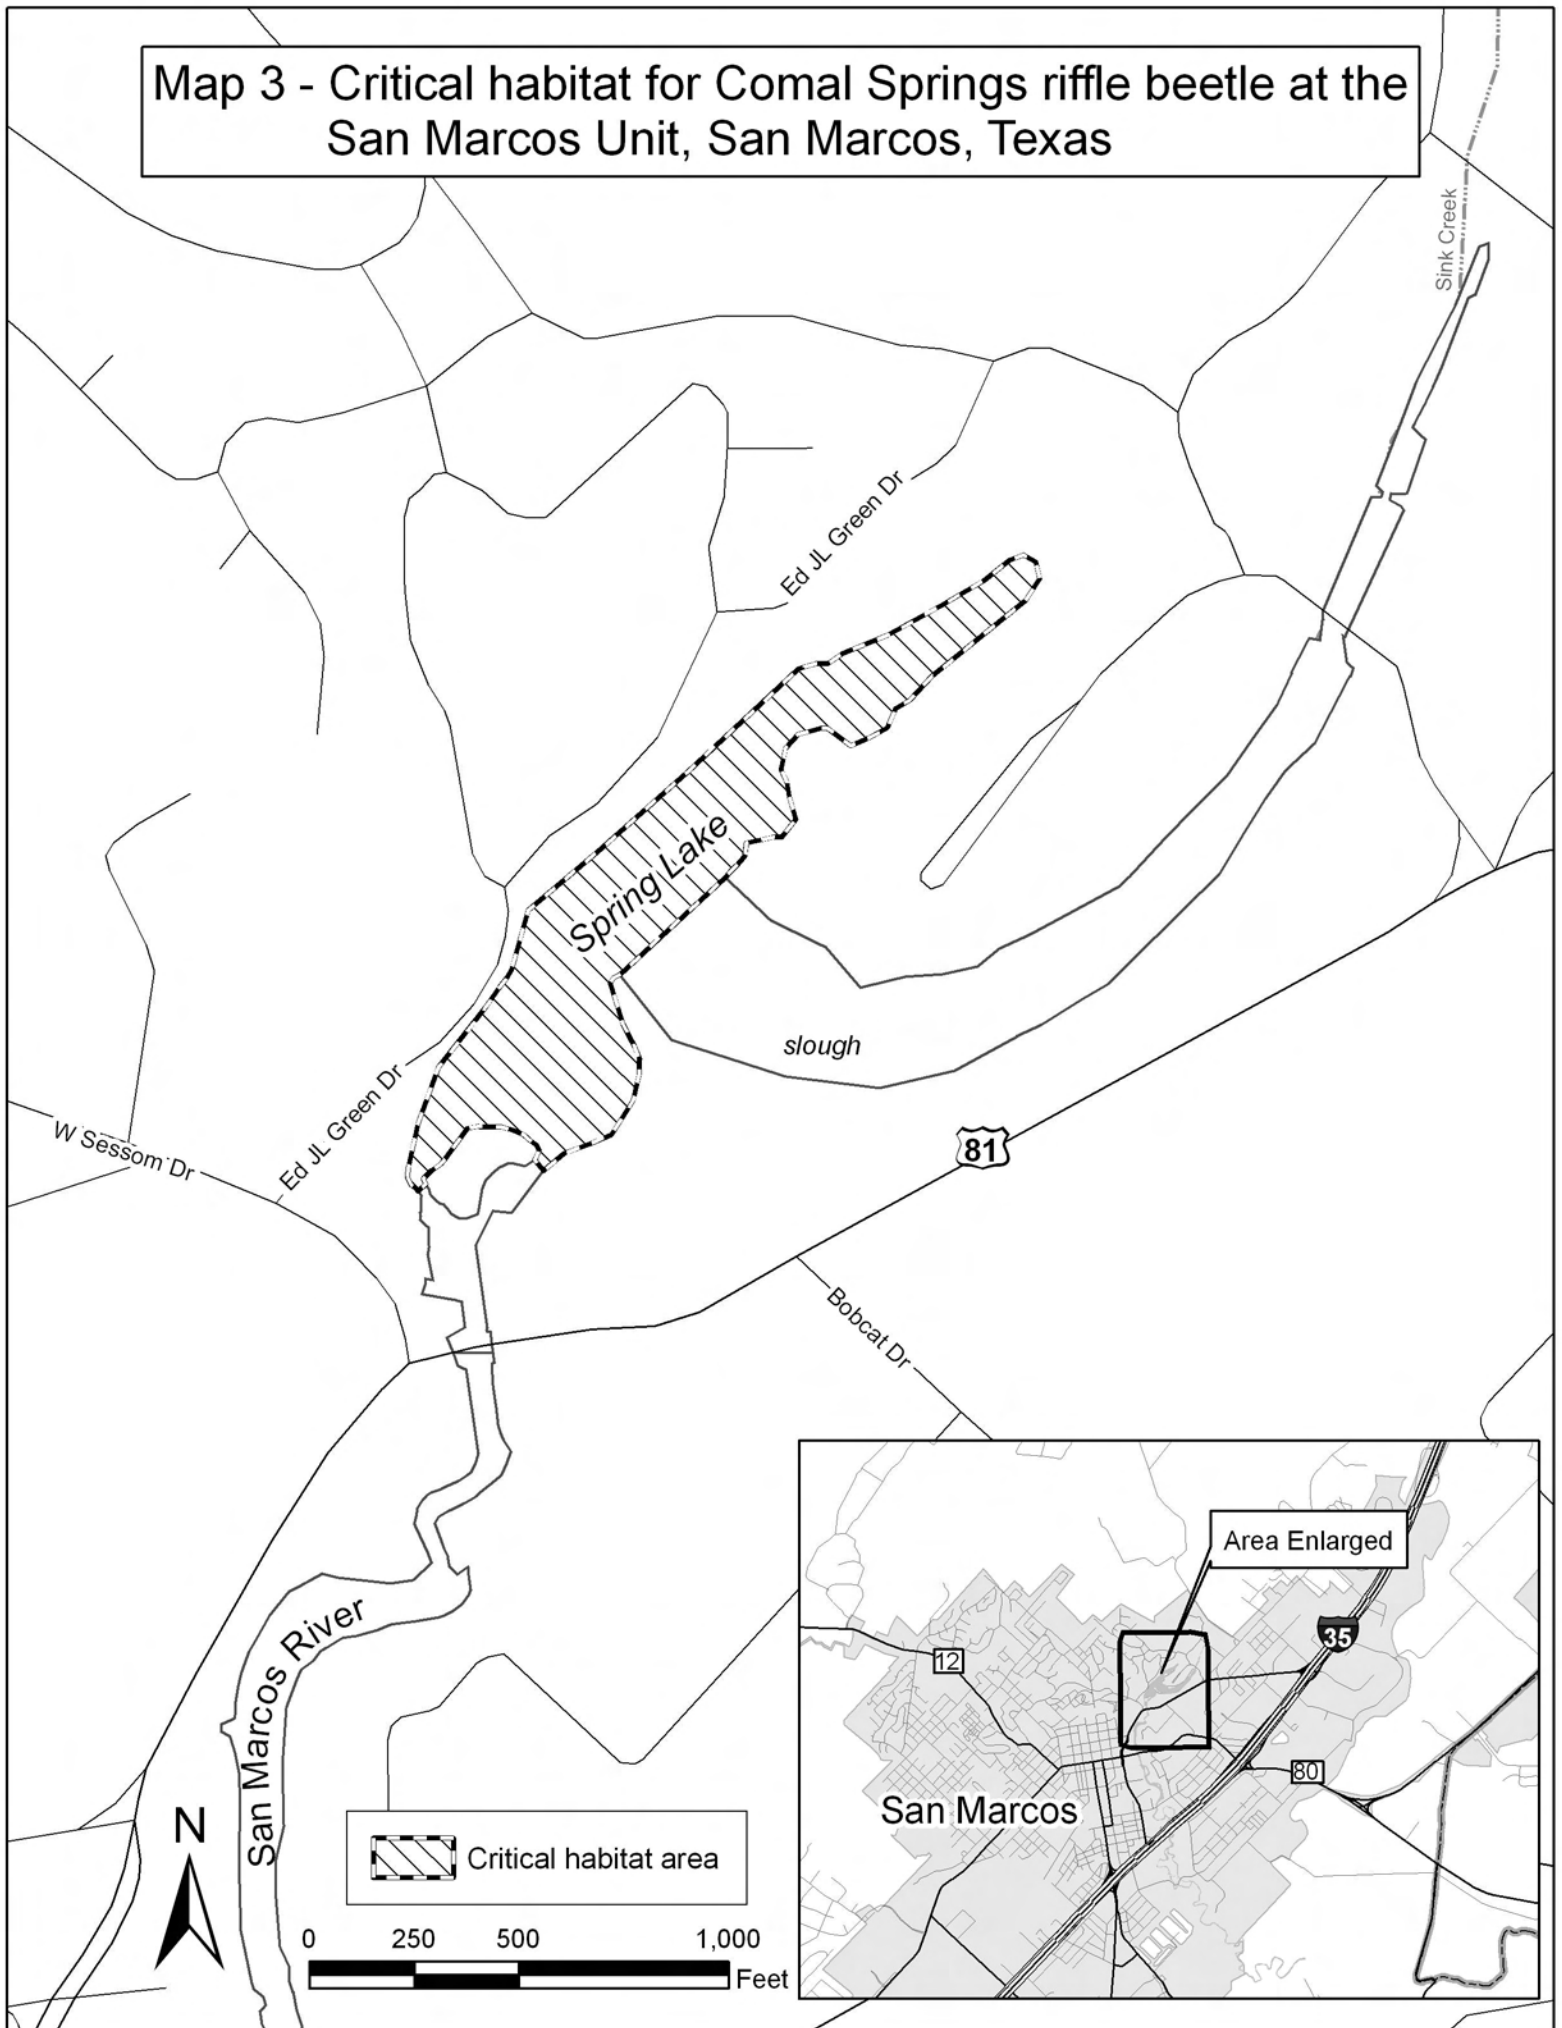 Map 3 - Critical habitat for Comal Springs riffle beetle at the
San Marcos Unit, San Marcos, Texas
Sink Creek
Ed JL Green Dr
Spring Lake
slough
Ed JL Green Dr
W Sessom Dr
81
Bobcat Dr
San Marcos River
Area Enlarged
35
12
80
San Marcos
N
Critical habitat area
0 250 500 1,000
Feet